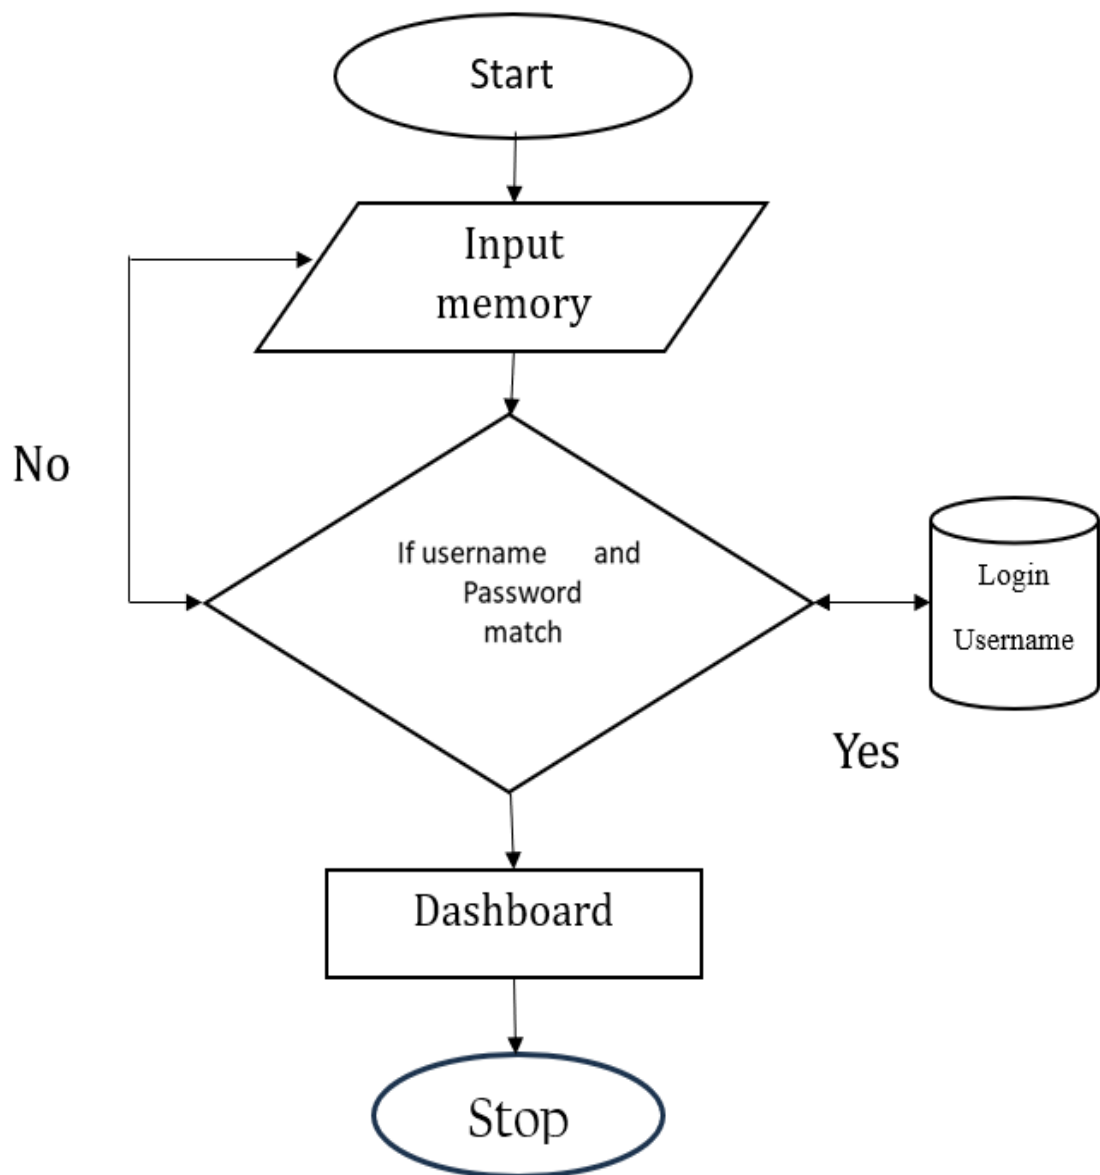 Start
Input
memory
No
If username and
Password
match
Login
Username
Yes
Dashboard
Stop